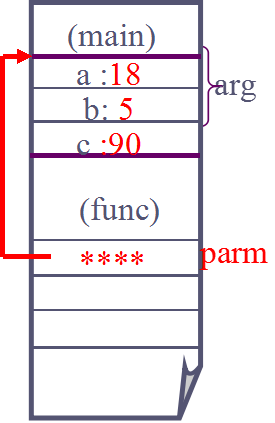 (main)
a :18
arg
b: 5
c :90
(func)
**** parm